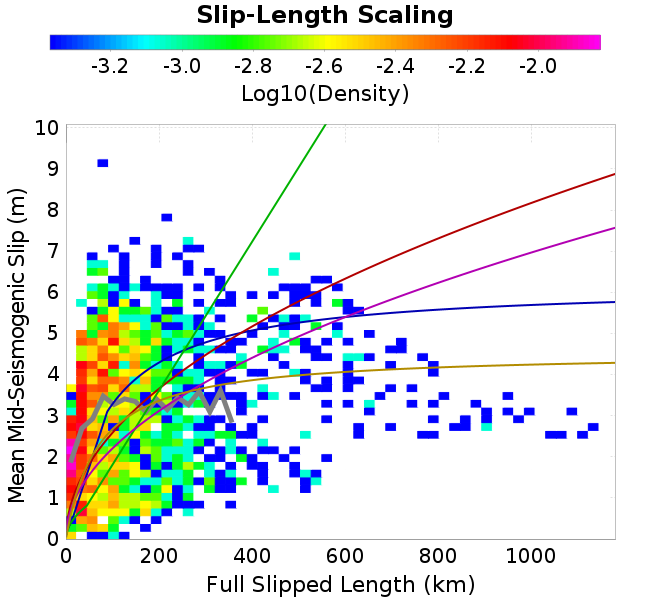 Slip-Length Scaling
-3.2 -3.0 -2.8 -2.6 -2.4 -2.2 -2.0
Log10(Density)
Mean Mid-Seismogenic Slip (m)
10
9
8
7
6
5
4
3
2
1
0
0 200 400 600 800 1000
Full Slipped Length (km)